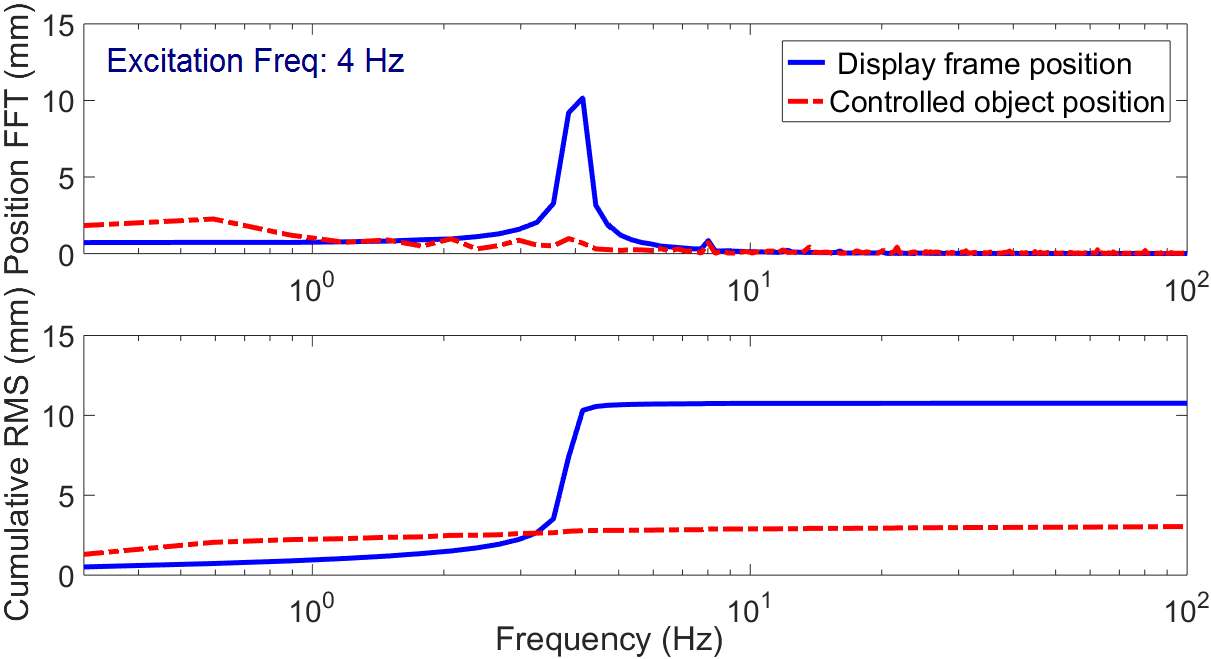 Position FFT (mm)
15
10
5
0
Excitation Freq: 4 Hz
Display frame position
Controlled object position
10^0
10^1
10^2
Cumulative RMS (mm)
15
10
5
0
10^0
10^1
10^2
Frequency (Hz)